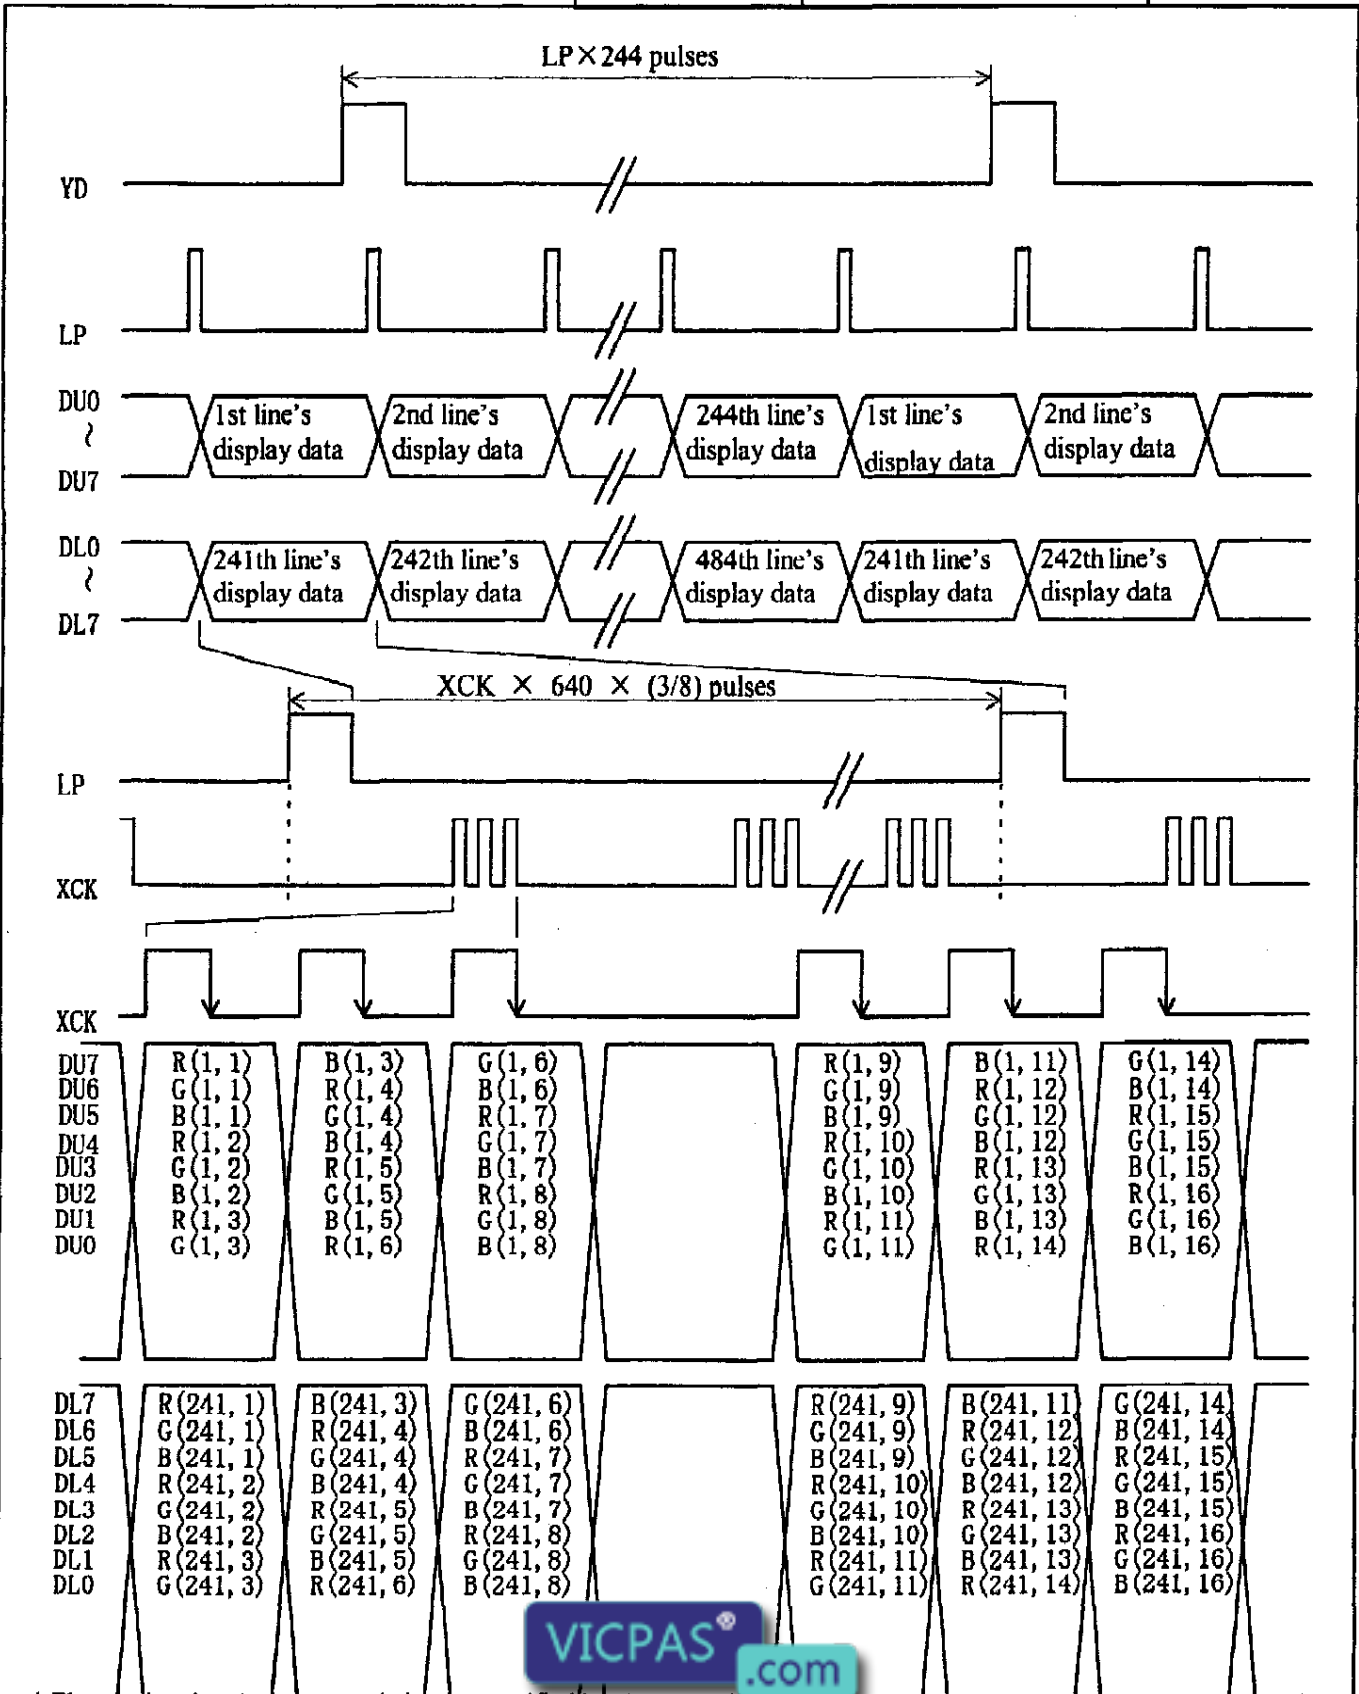 LP×244 pulses
YD
LP
DU0
~
DU7
1st line's
display data
2nd line's
display data
244th line's
display data
1st line's
display data
2nd line's
display data
DL0
~
DL7
241th line's
display data
242th line's
display data
484th line's
display data
241th line's
display data
242th line's
display data
XCK × 640 × (3/8) pulses
LP
XCK
XCK
DU7 R(1, 1) B(1, 3) G(1, 6) R(1, 9) B(1, 11) G(1, 14)
DU6 G(1, 1) R(1, 4) B(1, 6) G(1, 9) R(1, 12) B(1, 14)
DU5 B(1, 1) G(1, 4) R(1, 7) B(1, 9) G(1, 12) R(1, 15)
DU4 R(1, 2) B(1, 4) G(1, 7) R(1, 10) B(1, 12) G(1, 15)
DU3 G(1, 2) R(1, 5) B(1, 7) G(1, 10) R(1, 13) B(1, 15)
DU2 B(1, 2) G(1, 5) R(1, 8) B(1, 10) G(1, 13) R(1, 16)
DU1 R(1, 3) B(1, 5) G(1, 8) R(1, 11) B(1, 13) G(1, 16)
DU0 G(1, 3) R(1, 6) B(1, 8) G(1, 11) R(1, 14) B(1, 16)
DL7 R(241, 1) B(241, 3) G(241, 6) R(241, 9) B(241, 11) G(241, 14)
DL6 G(241, 1) R(241, 4) B(241, 6) G(241, 9) R(241, 12) B(241, 14)
DL5 B(241, 1) G(241, 4) R(241, 7) B(241, 9) G(241, 12) R(241, 15)
DL4 R(241, 2) B(241, 4) G(241, 7) R(241, 10) B(241, 12) G(241, 15)
DL3 G(241, 2) R(241, 5) B(241, 7) G(241, 10) R(241, 13) B(241, 15)
DL2 B(241, 2) G(241, 5) R(241, 8) B(241, 10) G(241, 13) R(241, 16)
DL1 R(241, 3) B(241, 5) G(241, 8) R(241, 11) B(241, 13) G(241, 16)
DL0 G(241, 3) R(241, 6) B(241, 8) G(241, 11) R(241, 14) B(241, 16)
VICPAS®
.com